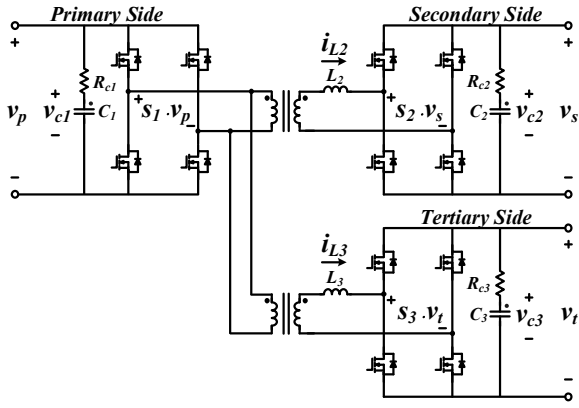 Primary Side
Secondary Side
+
+
+
+
i_L2
R_c1
R_c2
L_2
v_p
v_c1
C_1
+
s_1 . v_p
−
+
s_2 . v_s
−
C_2
v_c2
v_s
−
−
−
−
Tertiary Side
+
+
i_L3
R_c3
L_3
+
s_3 . v_t
−
C_3
v_c3
v_t
−
−